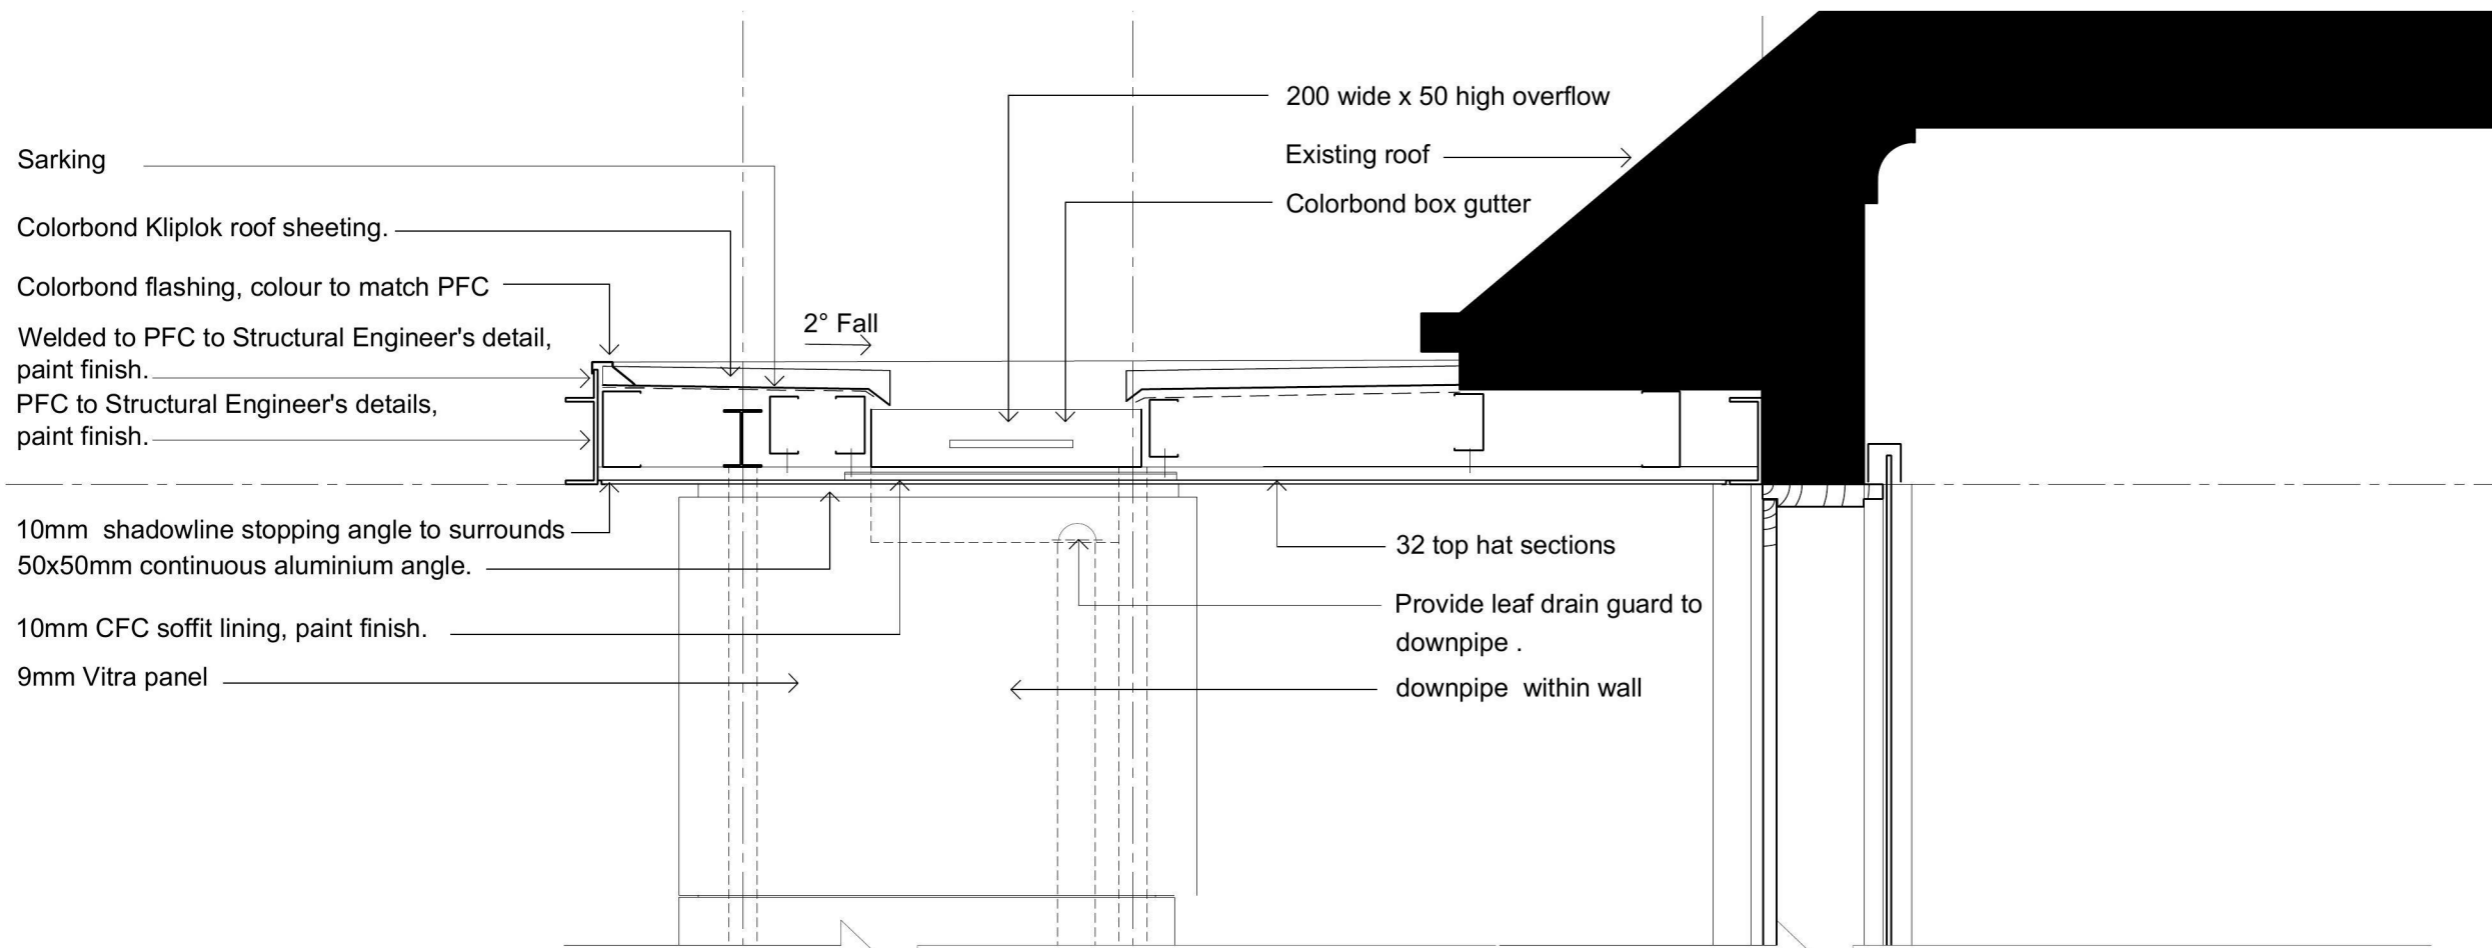 200 wide x 50 high overflow
Sarking
Existing roof
Colorbond box gutter
Colorbond Kliplok roof sheeting.
Colorbond flashing, colour to match PFC
2° Fall
Welded to PFC to Structural Engineer's detail,
paint finish.
PFC to Structural Engineer's details,
paint finish.
10mm  shadowline stopping angle to surrounds
50x50mm continuous aluminium angle.
32 top hat sections
10mm CFC soffit lining, paint finish.
Provide leaf drain guard to
downpipe .
9mm Vitra panel
downpipe  within wall